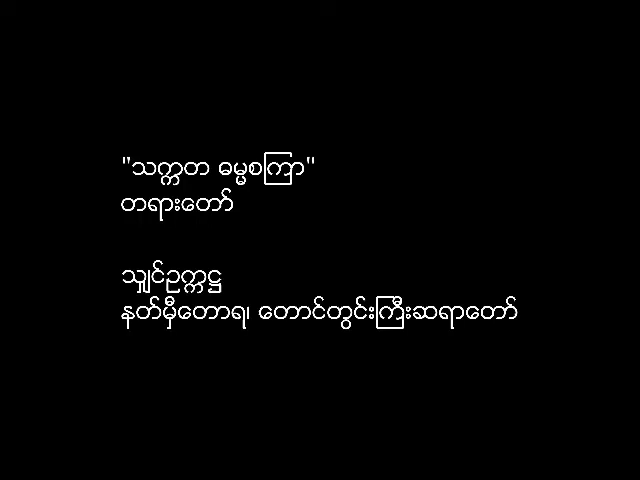 "သက္ကတ ဓမ္မစကြာ"
တရားတော်
သျှင်ဥက္ကဋ္ဌ
နတ်မှီတောရ၊ တောင်တွင်းကြီးဆရာတော်